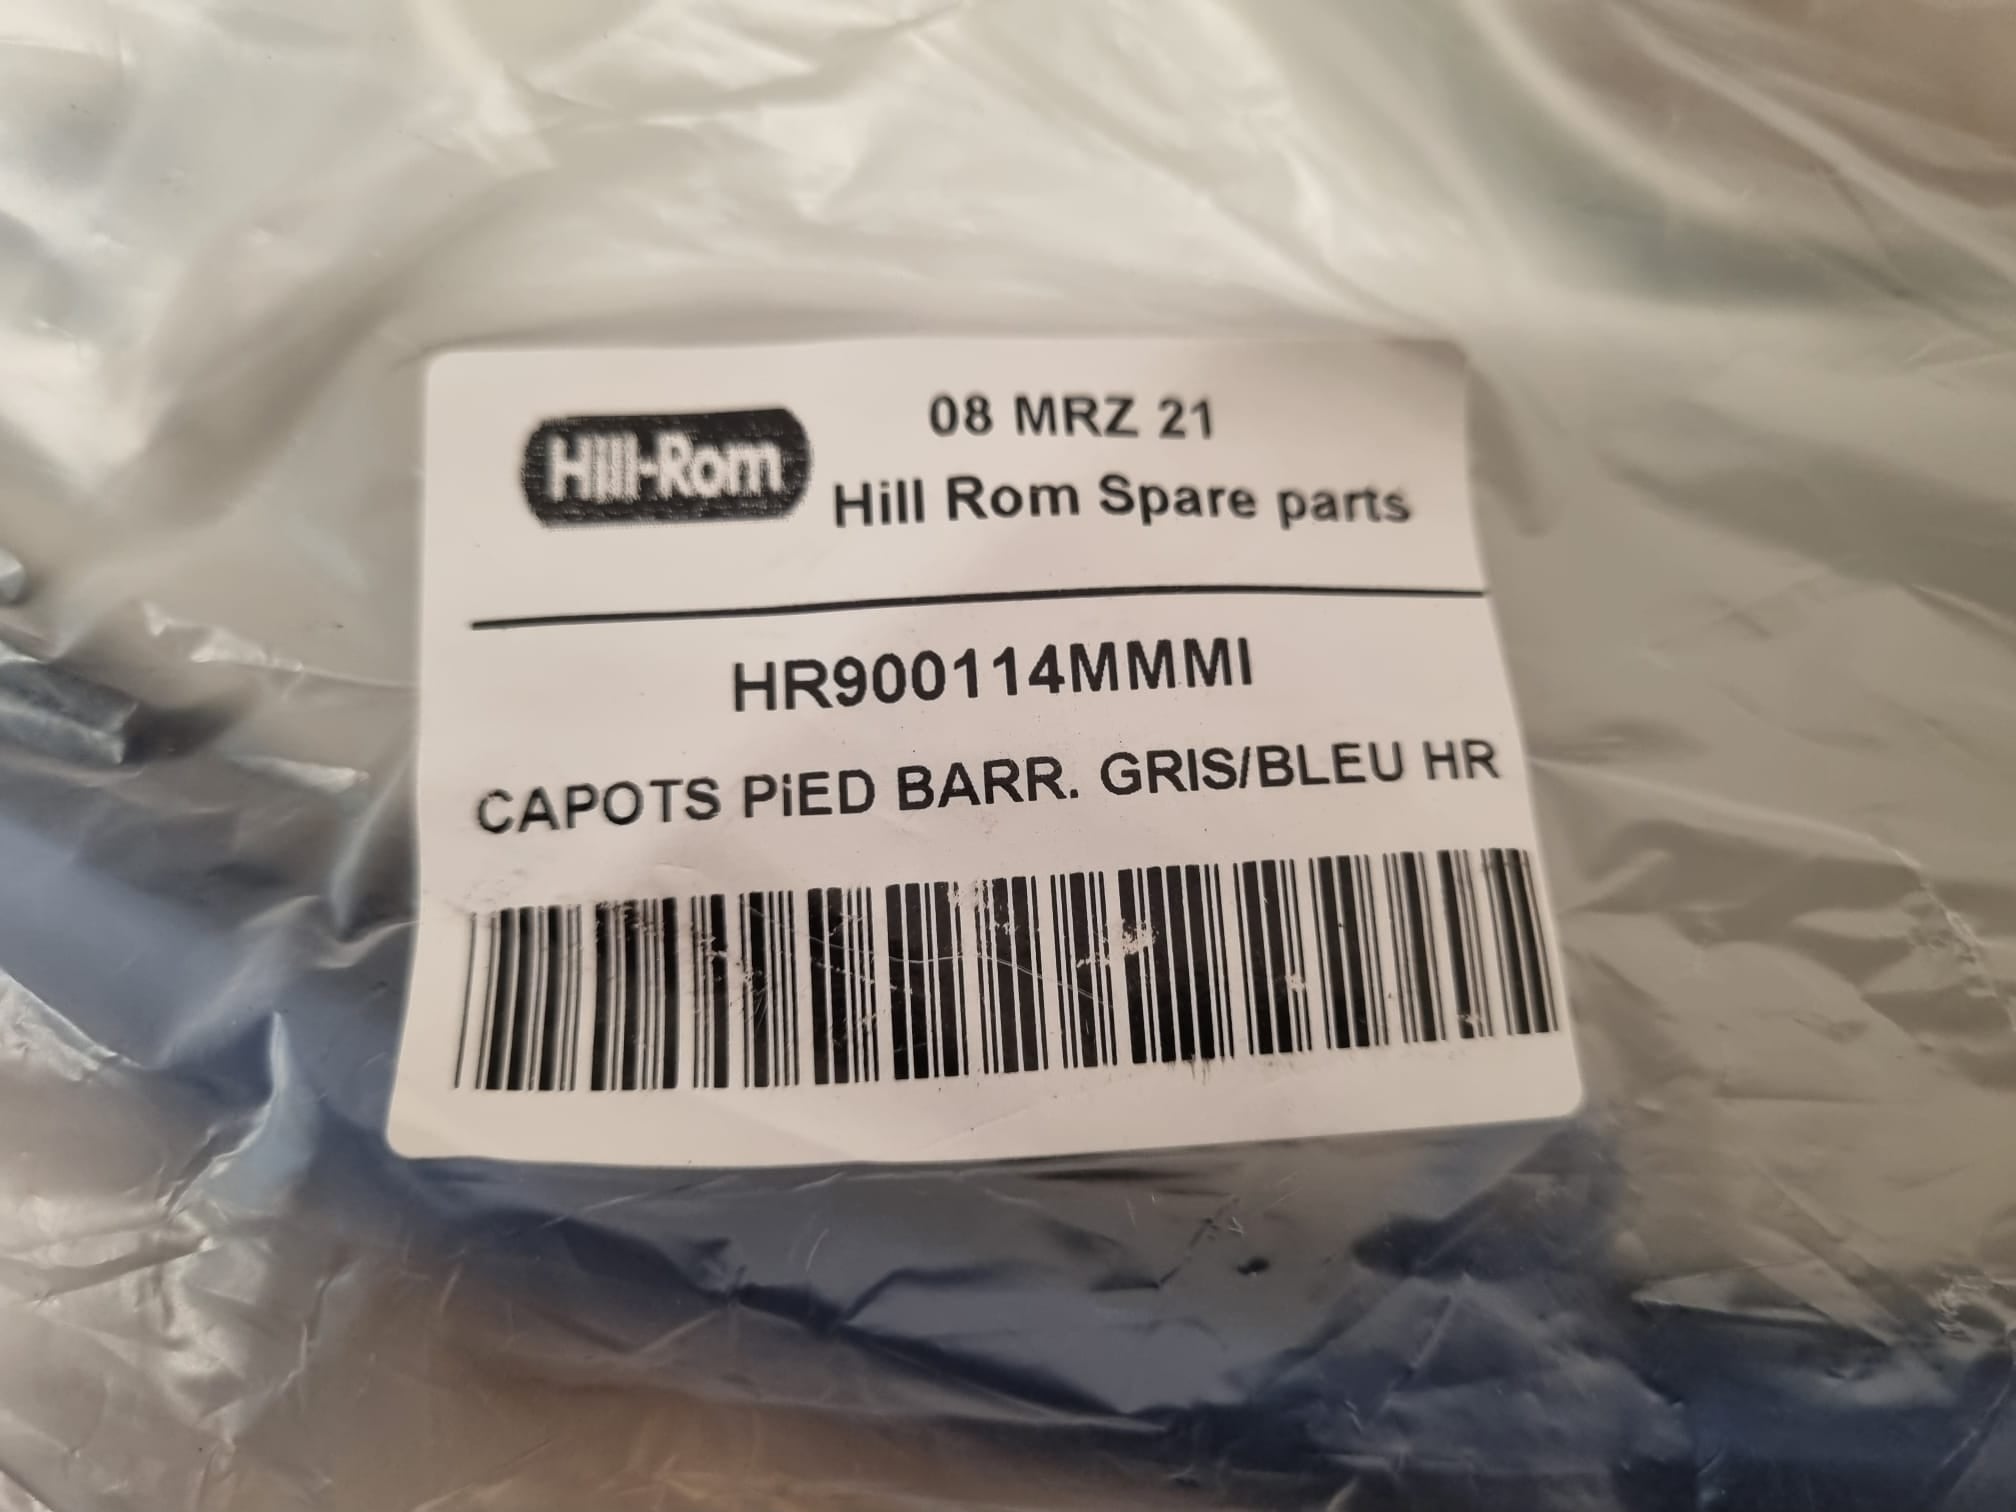 Hill-Rom
08 MRZ 21
Hill Rom Spare parts
HR900114MMMI
CAPOTS PiED BARR. GRIS/BLEU HR